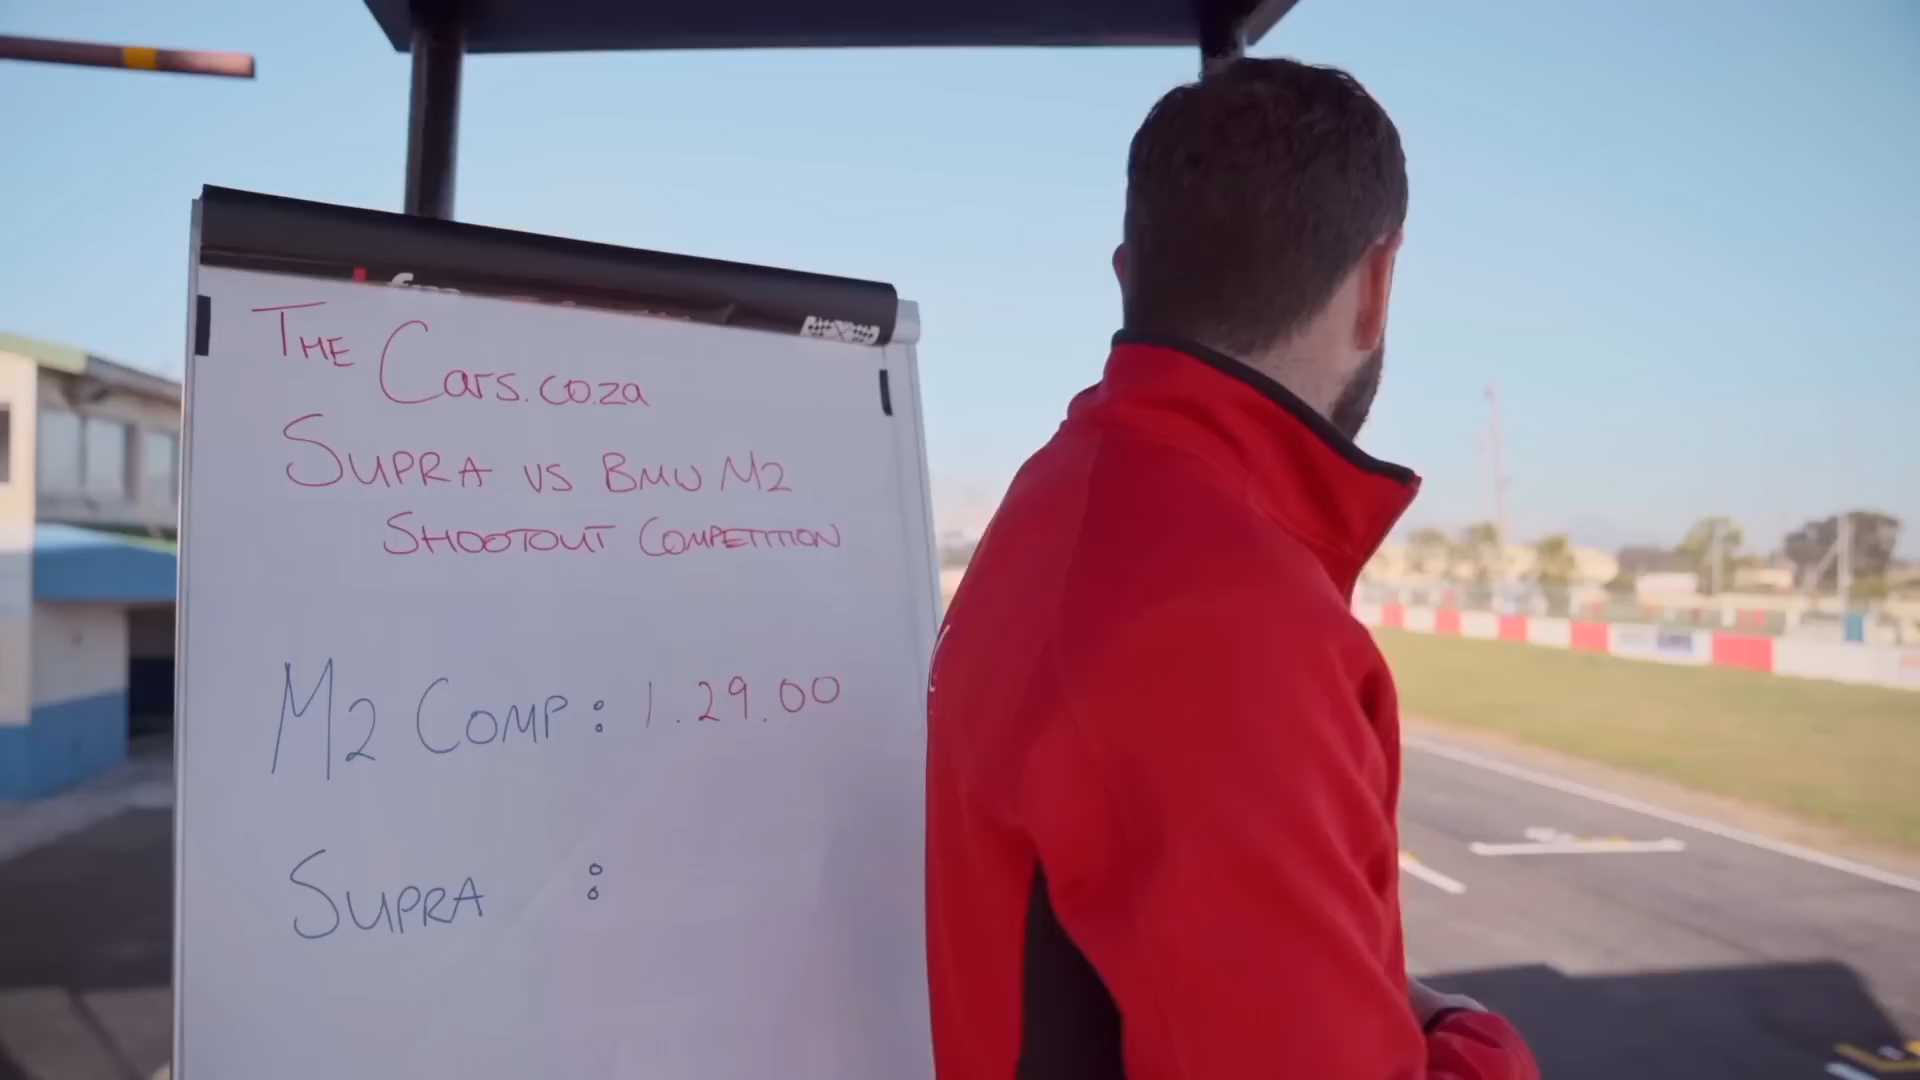 THE
Cars.co.za
SUPRA VS BMW M2
SHOOTOUT COMPETITION
M2 COMP : 1.29.00
SUPRA :